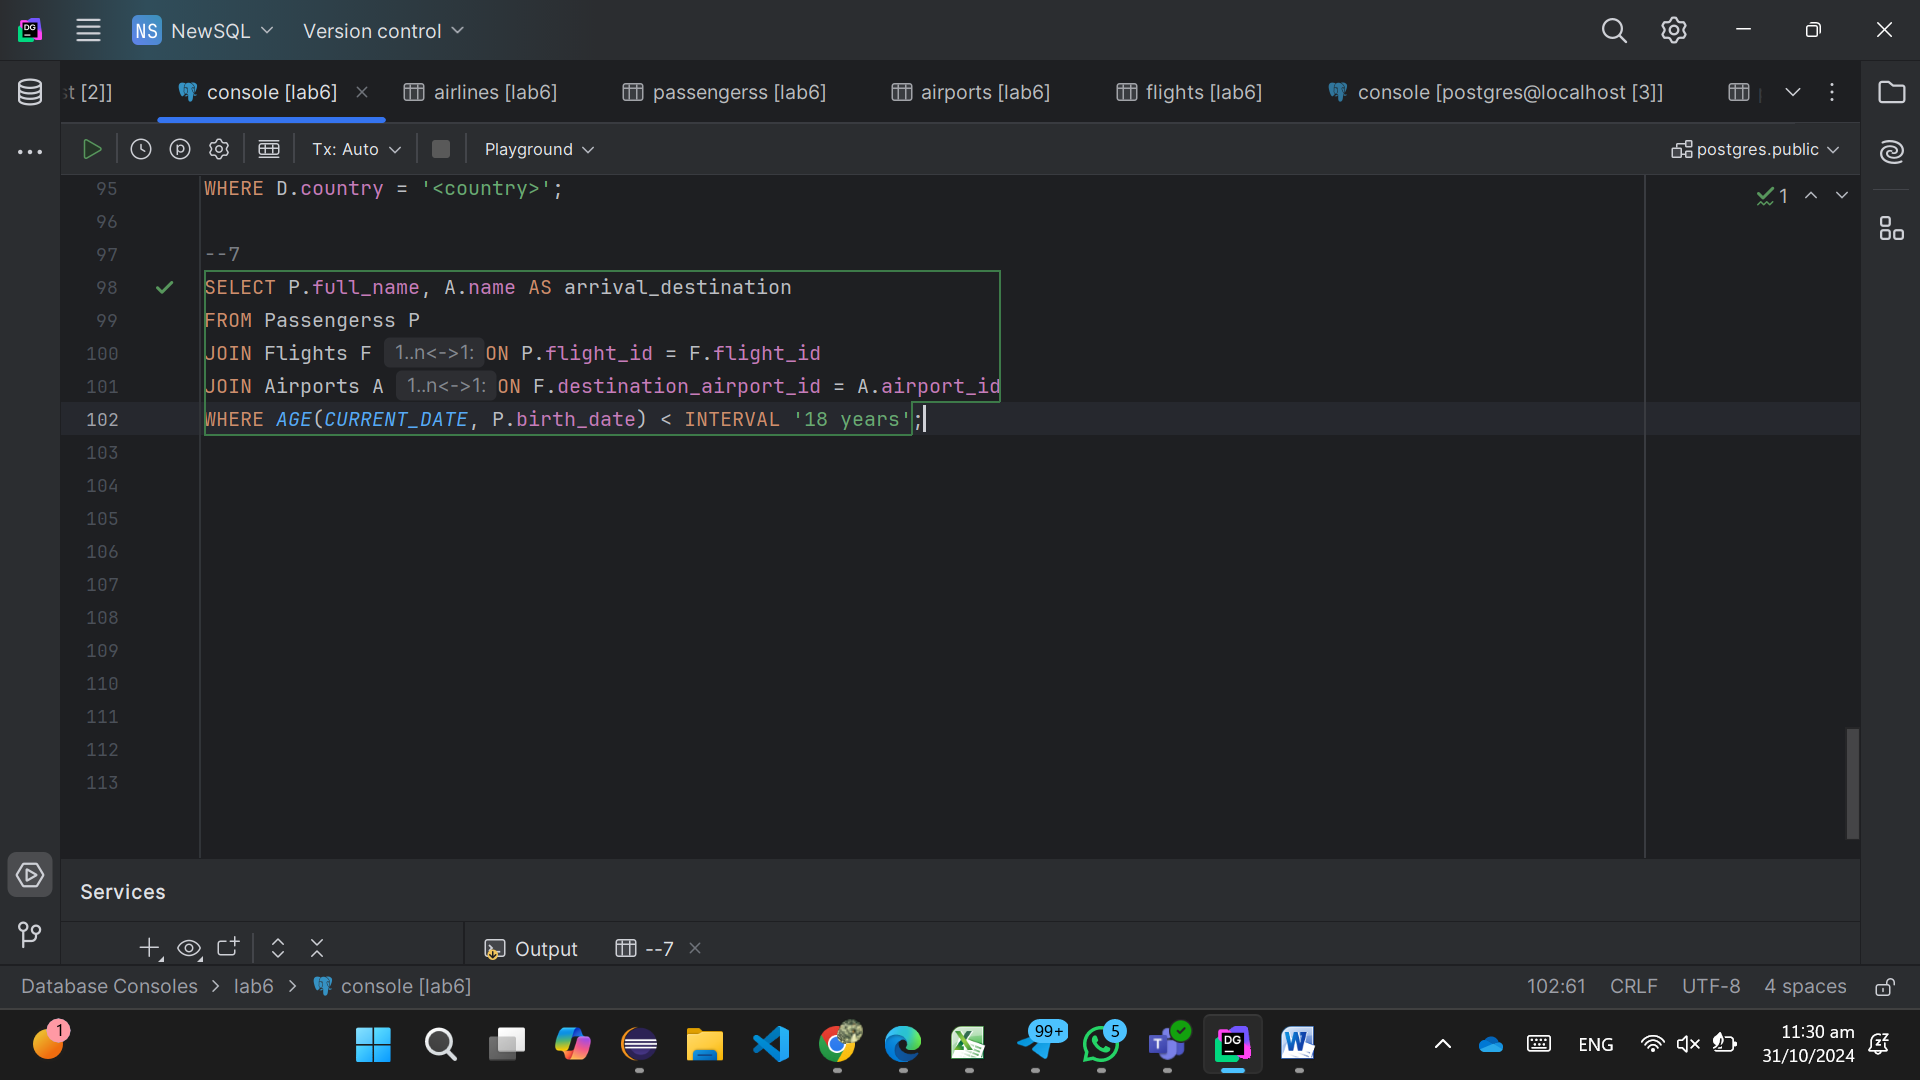 DG NS NewSQL Version control
st [2]] console [lab6] airlines [lab6] passengerss [lab6] airports [lab6] flights [lab6] console [postgres@localhost [3]]
Tx: Auto Playground postgres.public
95 WHERE D.country = '<country>';
1
96
97 --7
98 SELECT P.full_name, A.name AS arrival_destination
99 FROM Passengerss P
100 JOIN Flights F 1..n<->1: ON P.flight_id = F.flight_id
101 JOIN Airports A 1..n<->1: ON F.destination_airport_id = A.airport_id
102 WHERE AGE(CURRENT_DATE, P.birth_date) < INTERVAL '18 years';
103
104
105
106
107
108
109
110
111
112
113
Services
Output --7
Database Consoles > lab6 > console [lab6] 102:61 CRLF UTF-8 4 spaces
1 99+ 5 DG ENG 11:30 am
31/10/2024